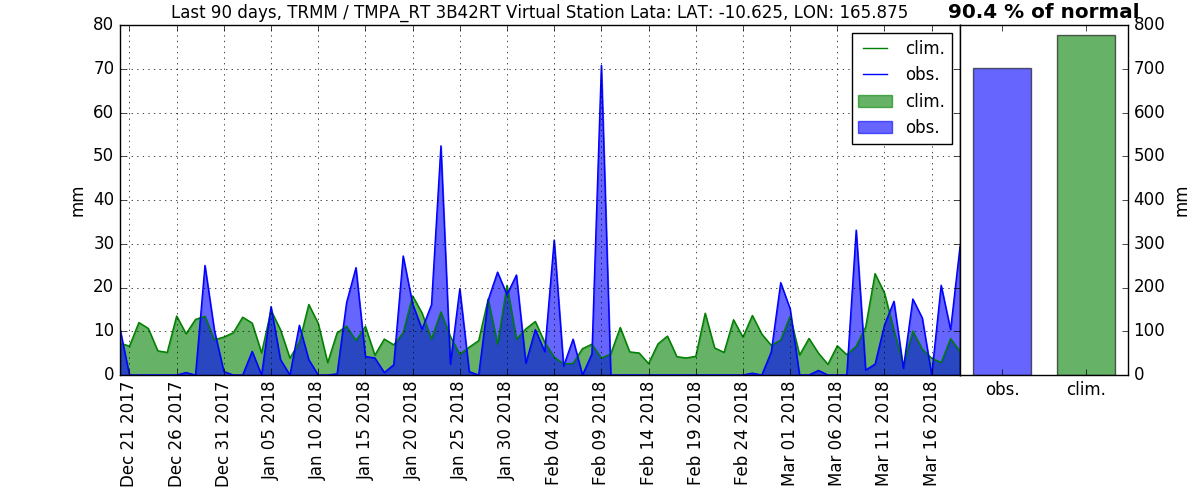 Last 90 days, TRMM / TMPA_RT 3B42RT Virtual Station Lata: LAT: -10.625, LON: 165.875
90.4 % of normal
80
70
60
50
40
30
20
10
0
mm
clim.
obs.
clim.
obs.
800
700
600
500
400
300
200
100
0
mm
obs.
clim.
Dec 21 2017
Dec 26 2017
Dec 31 2017
Jan 05 2018
Jan 10 2018
Jan 15 2018
Jan 20 2018
Jan 25 2018
Jan 30 2018
Feb 04 2018
Feb 09 2018
Feb 14 2018
Feb 19 2018
Feb 24 2018
Mar 01 2018
Mar 06 2018
Mar 11 2018
Mar 16 2018